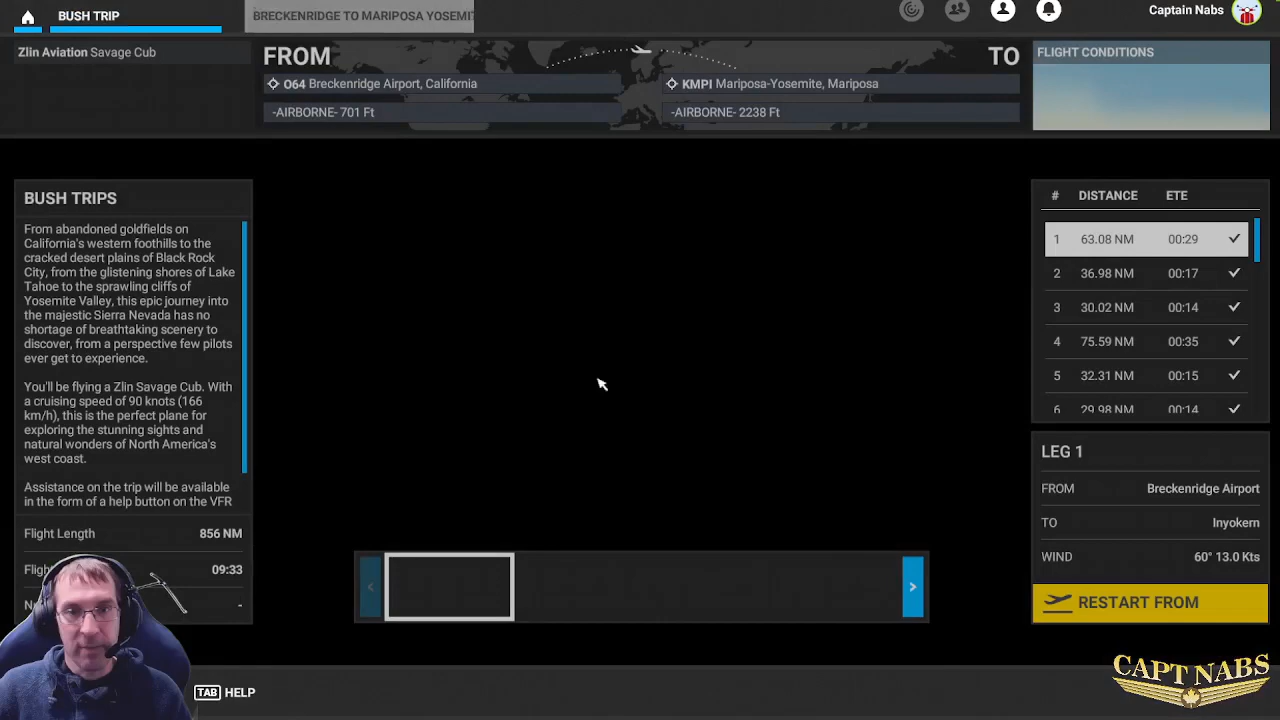 BUSH TRIP
BRECKENRIDGE TO MARIPOSA YOSEMIT
Captain Nabs
Zlin Aviation Savage Cub
FROM
TO
O64 Breckenridge Airport, California
KMPI Mariposa-Yosemite, Mariposa
-AIRBORNE- 701 Ft
-AIRBORNE- 2238 Ft
FLIGHT CONDITIONS
BUSH TRIPS
From abandoned goldfields on
California's western foothills to the
cracked desert plains of Black Rock
City, from the glistening shores of Lake
Tahoe to the sprawling cliffs of
Yosemite Valley, this epic journey into
the majestic Sierra Nevada has no
shortage of breathtaking scenery to
discover, from a perspective few pilots
ever get to experience.
You'll be flying a Zlin Savage Cub. With
a cruising speed of 90 knots (166
km/h), this is the perfect plane for
exploring the stunning sights and
natural wonders of North America's
west coast.
Assistance on the trip will be available
in the form of a help button on the VFR
Flight Length 856 NM
Flight 09:33
-
# DISTANCE ETE
1 63.08 NM 00:29
2 36.98 NM 00:17
3 30.02 NM 00:14
4 75.59 NM 00:35
5 32.31 NM 00:15
6 29.98 NM 00:14
LEG 1
FROM Breckenridge Airport
TO Inyokern
WIND 60° 13.0 Kts
RESTART FROM
TAB HELP
CAPT NABS